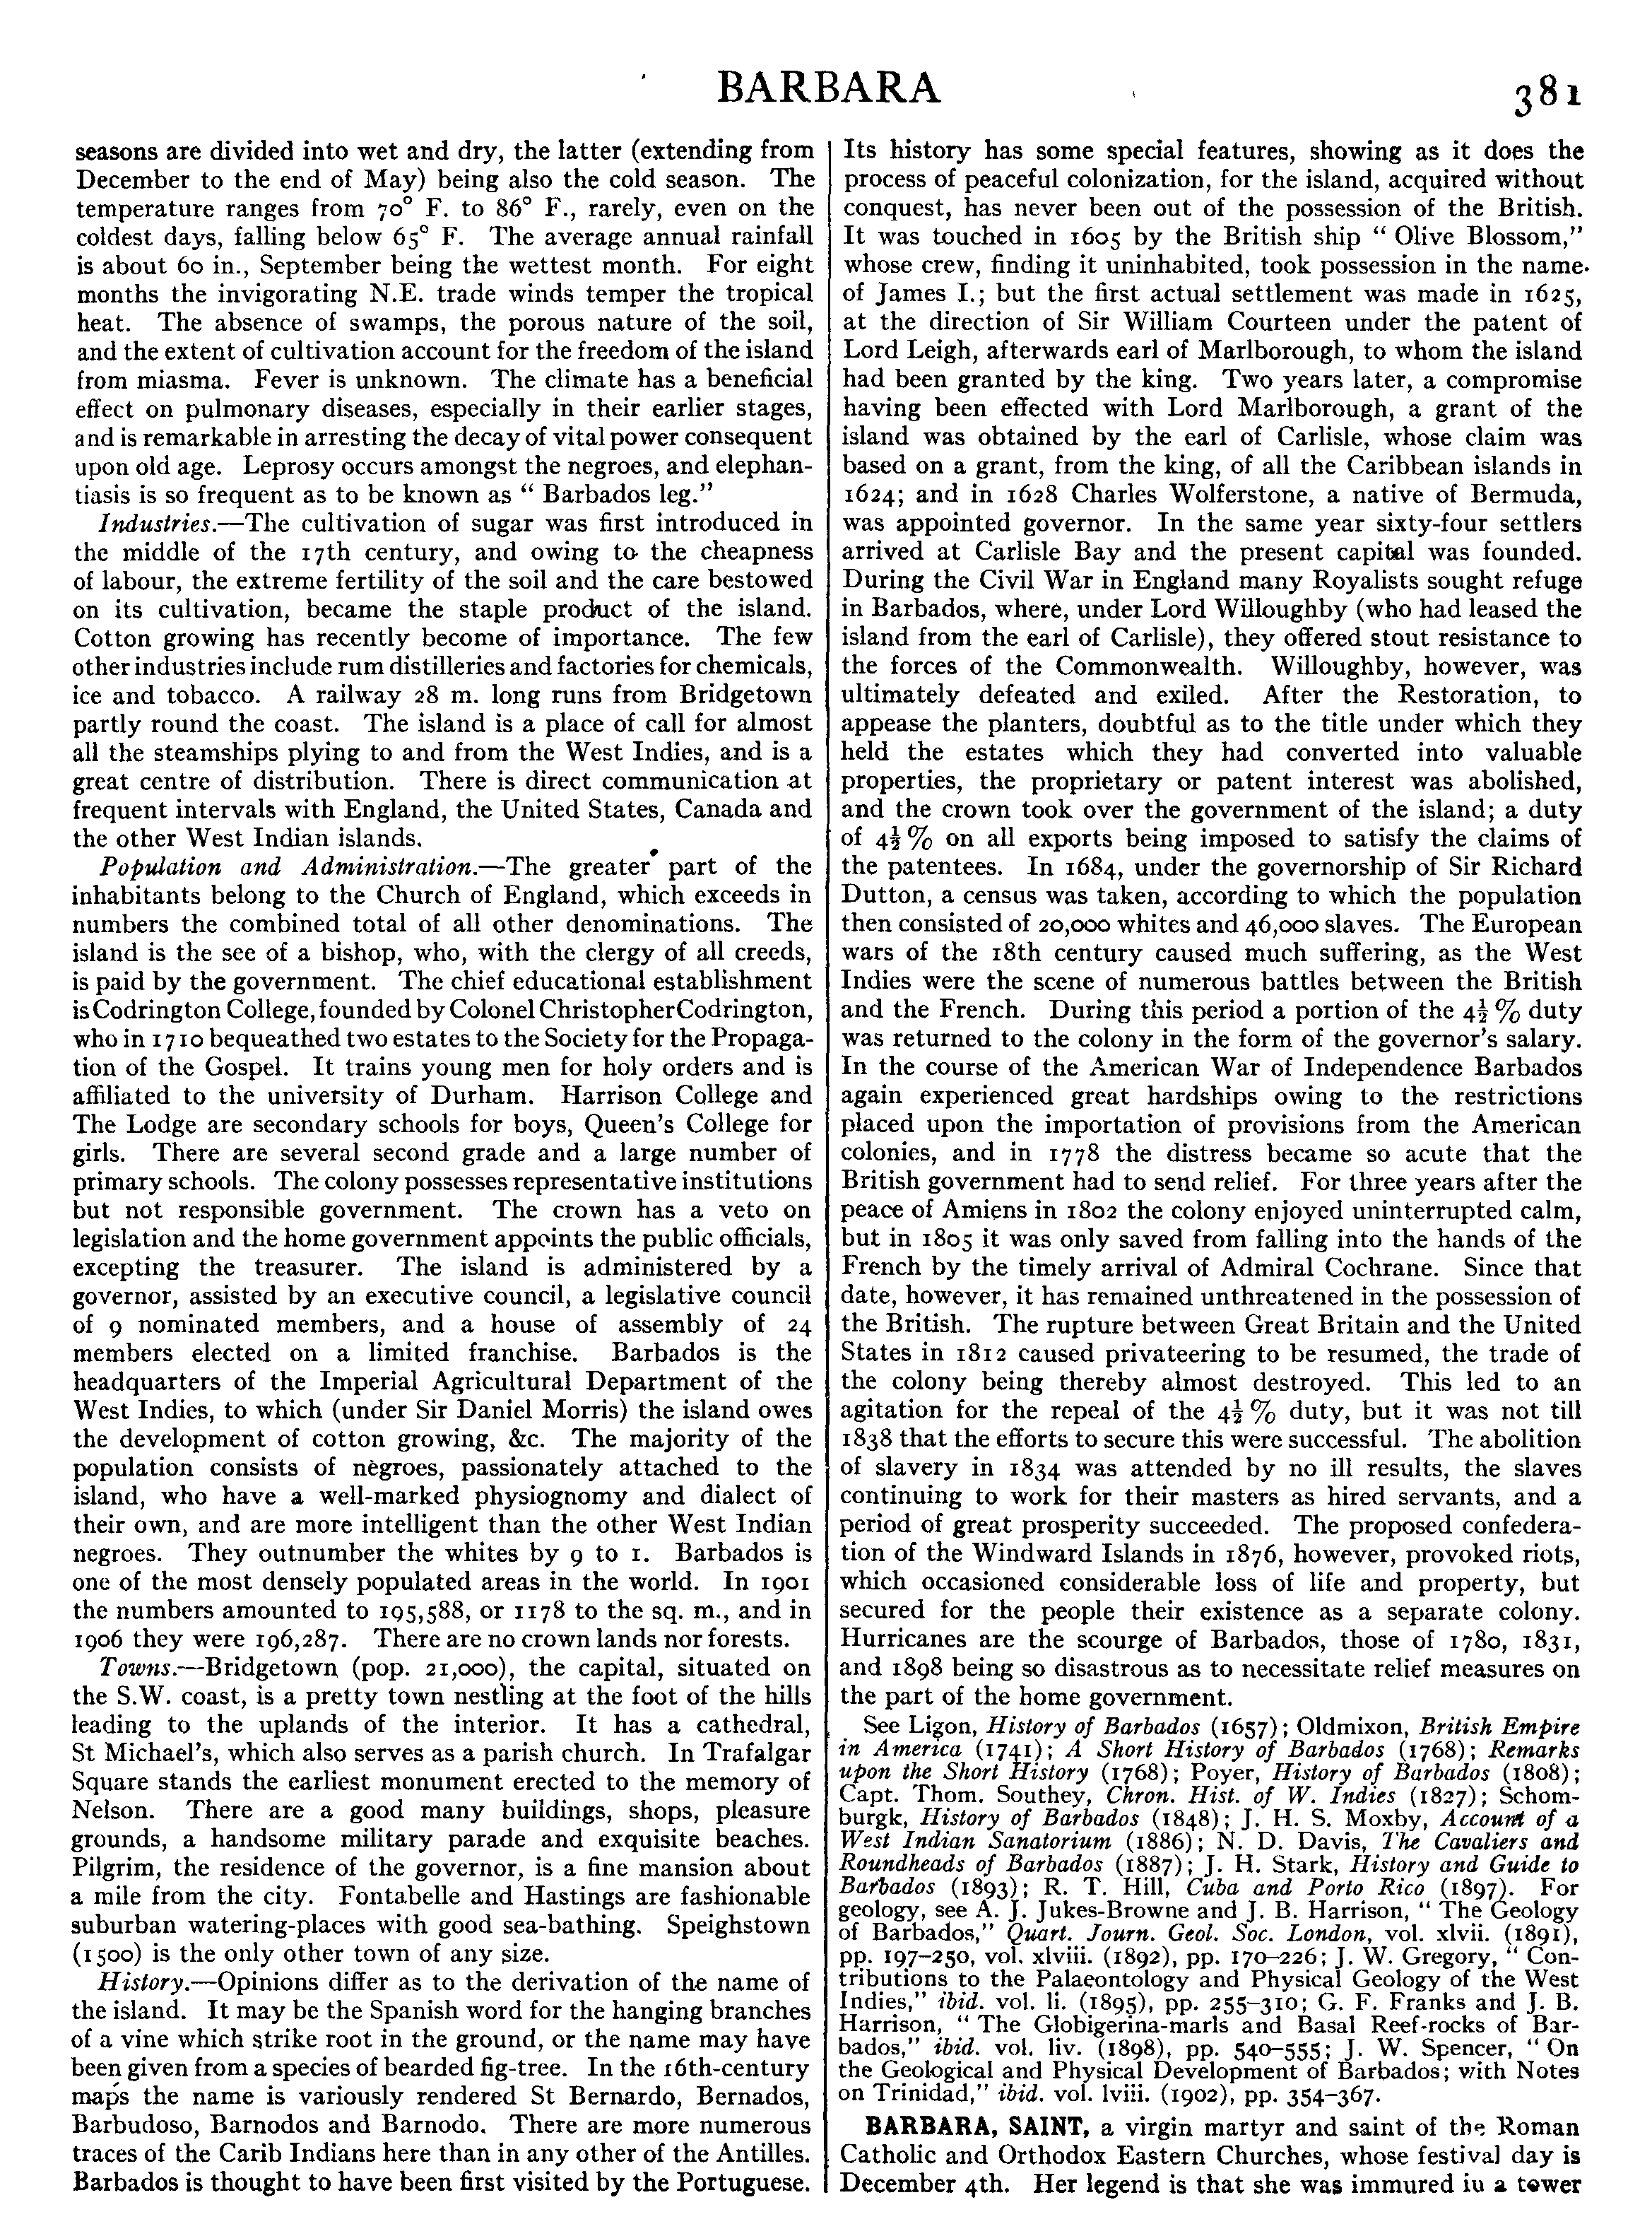 BARBARA
381
seasons are divided into wet and dry, the latter (extending from
December to the end of May) being also the cold season. The
temperature ranges from 70° F. to 86° F., rarely, even on the
coldest days, falling below 65° F. The average annual rainfall
is about 60 in., September being the wettest month. For eight
months the invigorating N.E. trade winds temper the tropical
heat. The absence of swamps, the porous nature of the soil,
and the extent of cultivation account for the freedom of the island
from miasma. Fever is unknown. The climate has a beneficial
effect on pulmonary diseases, especially in their earlier stages,
and is remarkable in arresting the decay of vital power consequent
upon old age. Leprosy occurs amongst the negroes, and elephan-
tiasis is so frequent as to be known as “ Barbados leg.”
Industries.—The cultivation of sugar was first introduced in
the middle of the 17th century, and owing to the cheapness
of labour, the extreme fertility of the soil and the care bestowed
on its cultivation, became the staple product of the island.
Cotton growing has recently become of importance. The few
other industries include rum distilleries and factories for chemicals,
ice and tobacco. A railway 28 m. long runs from Bridgetown
partly round the coast. The island is a place of call for almost
all the steamships plying to and from the West Indies, and is a
great centre of distribution. There is direct communication at
frequent intervals with England, the United States, Canada and
the other West Indian islands.
Population and Administration.—The greater part of the
inhabitants belong to the Church of England, which exceeds in
numbers the combined total of all other denominations. The
island is the see of a bishop, who, with the clergy of all creeds,
is paid by the government. The chief educational establishment
is Codrington College, founded by Colonel Christopher Codrington,
who in 1710 bequeathed two estates to the Society for the Propaga-
tion of the Gospel. It trains young men for holy orders and is
affiliated to the university of Durham. Harrison College and
The Lodge are secondary schools for boys, Queen’s College for
girls. There are several second grade and a large number of
primary schools. The colony possesses representative institutions
but not responsible government. The crown has a veto on
legislation and the home government appoints the public officials,
excepting the treasurer. The island is administered by a
governor, assisted by an executive council, a legislative council
of 9 nominated members, and a house of assembly of 24
members elected on a limited franchise. Barbados is the
headquarters of the Imperial Agricultural Department of the
West Indies, to which (under Sir Daniel Morris) the island owes
the development of cotton growing, &c. The majority of the
population consists of negroes, passionately attached to the
island, who have a well-marked physiognomy and dialect of
their own, and are more intelligent than the other West Indian
negroes. They outnumber the whites by 9 to 1. Barbados is
one of the most densely populated areas in the world. In 1901
the numbers amounted to 195,588, or 1178 to the sq. m., and in
1906 they were 196,287. There are no crown lands nor forests.
Towns.—Bridgetown (pop. 21,000), the capital, situated on
the S.W. coast, is a pretty town nestling at the foot of the hills
leading to the uplands of the interior. It has a cathedral,
St Michael’s, which also serves as a parish church. In Trafalgar
Square stands the earliest monument erected to the memory of
Nelson. There are a good many buildings, shops, pleasure
grounds, a handsome military parade and exquisite beaches.
Pilgrim, the residence of the governor, is a fine mansion about
a mile from the city. Fontabelle and Hastings are fashionable
suburban watering-places with good sea-bathing. Speighstown
(1500) is the only other town of any size.
History.—Opinions differ as to the derivation of the name of
the island. It may be the Spanish word for the hanging branches
of a vine which strike root in the ground, or the name may have
been given from a species of bearded fig-tree. In the 16th-century
maps the name is variously rendered St Bernardo, Bernados,
Barbudoso, Barnodos and Barnodo. There are more numerous
traces of the Carib Indians here than in any other of the Antilles.
Barbados is thought to have been first visited by the Portuguese.
Its history has some special features, showing as it does the
process of peaceful colonization, for the island, acquired without
conquest, has never been out of the possession of the British.
It was touched in 1605 by the British ship “ Olive Blossom,”
whose crew, finding it uninhabited, took possession in the name
of James I.; but the first actual settlement was made in 1625,
at the direction of Sir William Courteen under the patent of
Lord Leigh, afterwards earl of Marlborough, to whom the island
had been granted by the king. Two years later, a compromise
having been effected with Lord Marlborough, a grant of the
island was obtained by the earl of Carlisle, whose claim was
based on a grant, from the king, of all the Caribbean islands in
1624; and in 1628 Charles Wolferstone, a native of Bermuda,
was appointed governor. In the same year sixty-four settlers
arrived at Carlisle Bay and the present capital was founded.
During the Civil War in England many Royalists sought refuge
in Barbados, where, under Lord Willoughby (who had leased the
island from the earl of Carlisle), they offered stout resistance to
the forces of the Commonwealth. Willoughby, however, was
ultimately defeated and exiled. After the Restoration, to
appease the planters, doubtful as to the title under which they
held the estates which they had converted into valuable
properties, the proprietary or patent interest was abolished,
and the crown took over the government of the island; a duty
of 4½% on all exports being imposed to satisfy the claims of
the patentees. In 1684, under the governorship of Sir Richard
Dutton, a census was taken, according to which the population
then consisted of 20,000 whites and 46,000 slaves. The European
wars of the 18th century caused much suffering, as the West
Indies were the scene of numerous battles between the British
and the French. During this period a portion of the 4½% duty
was returned to the colony in the form of the governor’s salary.
In the course of the American War of Independence Barbados
again experienced great hardships owing to the restrictions
placed upon the importation of provisions from the American
colonies, and in 1778 the distress became so acute that the
British government had to send relief. For three years after the
peace of Amiens in 1802 the colony enjoyed uninterrupted calm,
but in 1805 it was only saved from falling into the hands of the
French by the timely arrival of Admiral Cochrane. Since that
date, however, it has remained unthreatened in the possession of
the British. The rupture between Great Britain and the United
States in 1812 caused privateering to be resumed, the trade of
the colony being thereby almost destroyed. This led to an
agitation for the repeal of the 4½% duty, but it was not till
1838 that the efforts to secure this were successful. The abolition
of slavery in 1834 was attended by no ill results, the slaves
continuing to work for their masters as hired servants, and a
period of great prosperity succeeded. The proposed confedera-
tion of the Windward Islands in 1876, however, provoked riots,
which occasioned considerable loss of life and property, but
secured for the people their existence as a separate colony.
Hurricanes are the scourge of Barbados, those of 1780, 1831,
and 1898 being so disastrous as to necessitate relief measures on
the part of the home government.
See Ligon, History of Barbados (1657); Oldmixon, British Empire
in America (1741); A Short History of Barbados (1768); Remarks
upon the Short History (1768); Poyer, History of Barbados (1808);
Capt. Thom. Southey, Chron. Hist. of W. Indies (1827); Schom-
burgk, History of Barbados (1848); J. H. S. Moxby, Account of a
West Indian Sanatorium (1886); N. D. Davis, The Cavaliers and
Roundheads of Barbados (1887); J. H. Stark, History and Guide to
Barbados (1893); R. T. Hill, Cuba and Porto Rico (1897). For
geology, see A. J. Jukes-Browne and J. B. Harrison, “ The Geology
of Barbados,” Quart. Journ. Geol. Soc. London, vol. xlvii. (1891),
pp. 197–250, vol. xlviii. (1892), pp. 170–226; J. W. Gregory, “ Con-
tributions to the Palaeontology and Physical Geology of the West
Indies,” ibid. vol. li. (1895), pp. 255–310; G. F. Franks and J. B.
Harrison, “ The Globigerina-marls and Basal Reef-rocks of Bar-
bados,” ibid. vol. liv. (1898), pp. 540–555; J. W. Spencer, “ On
the Geological and Physical Development of Barbados; with Notes
on Trinidad,” ibid. vol. lviii. (1902), pp. 354–367.
BARBARA, SAINT, a virgin martyr and saint of the Roman
Catholic and Orthodox Eastern Churches, whose festival day is
December 4th. Her legend is that she was immured in a tower